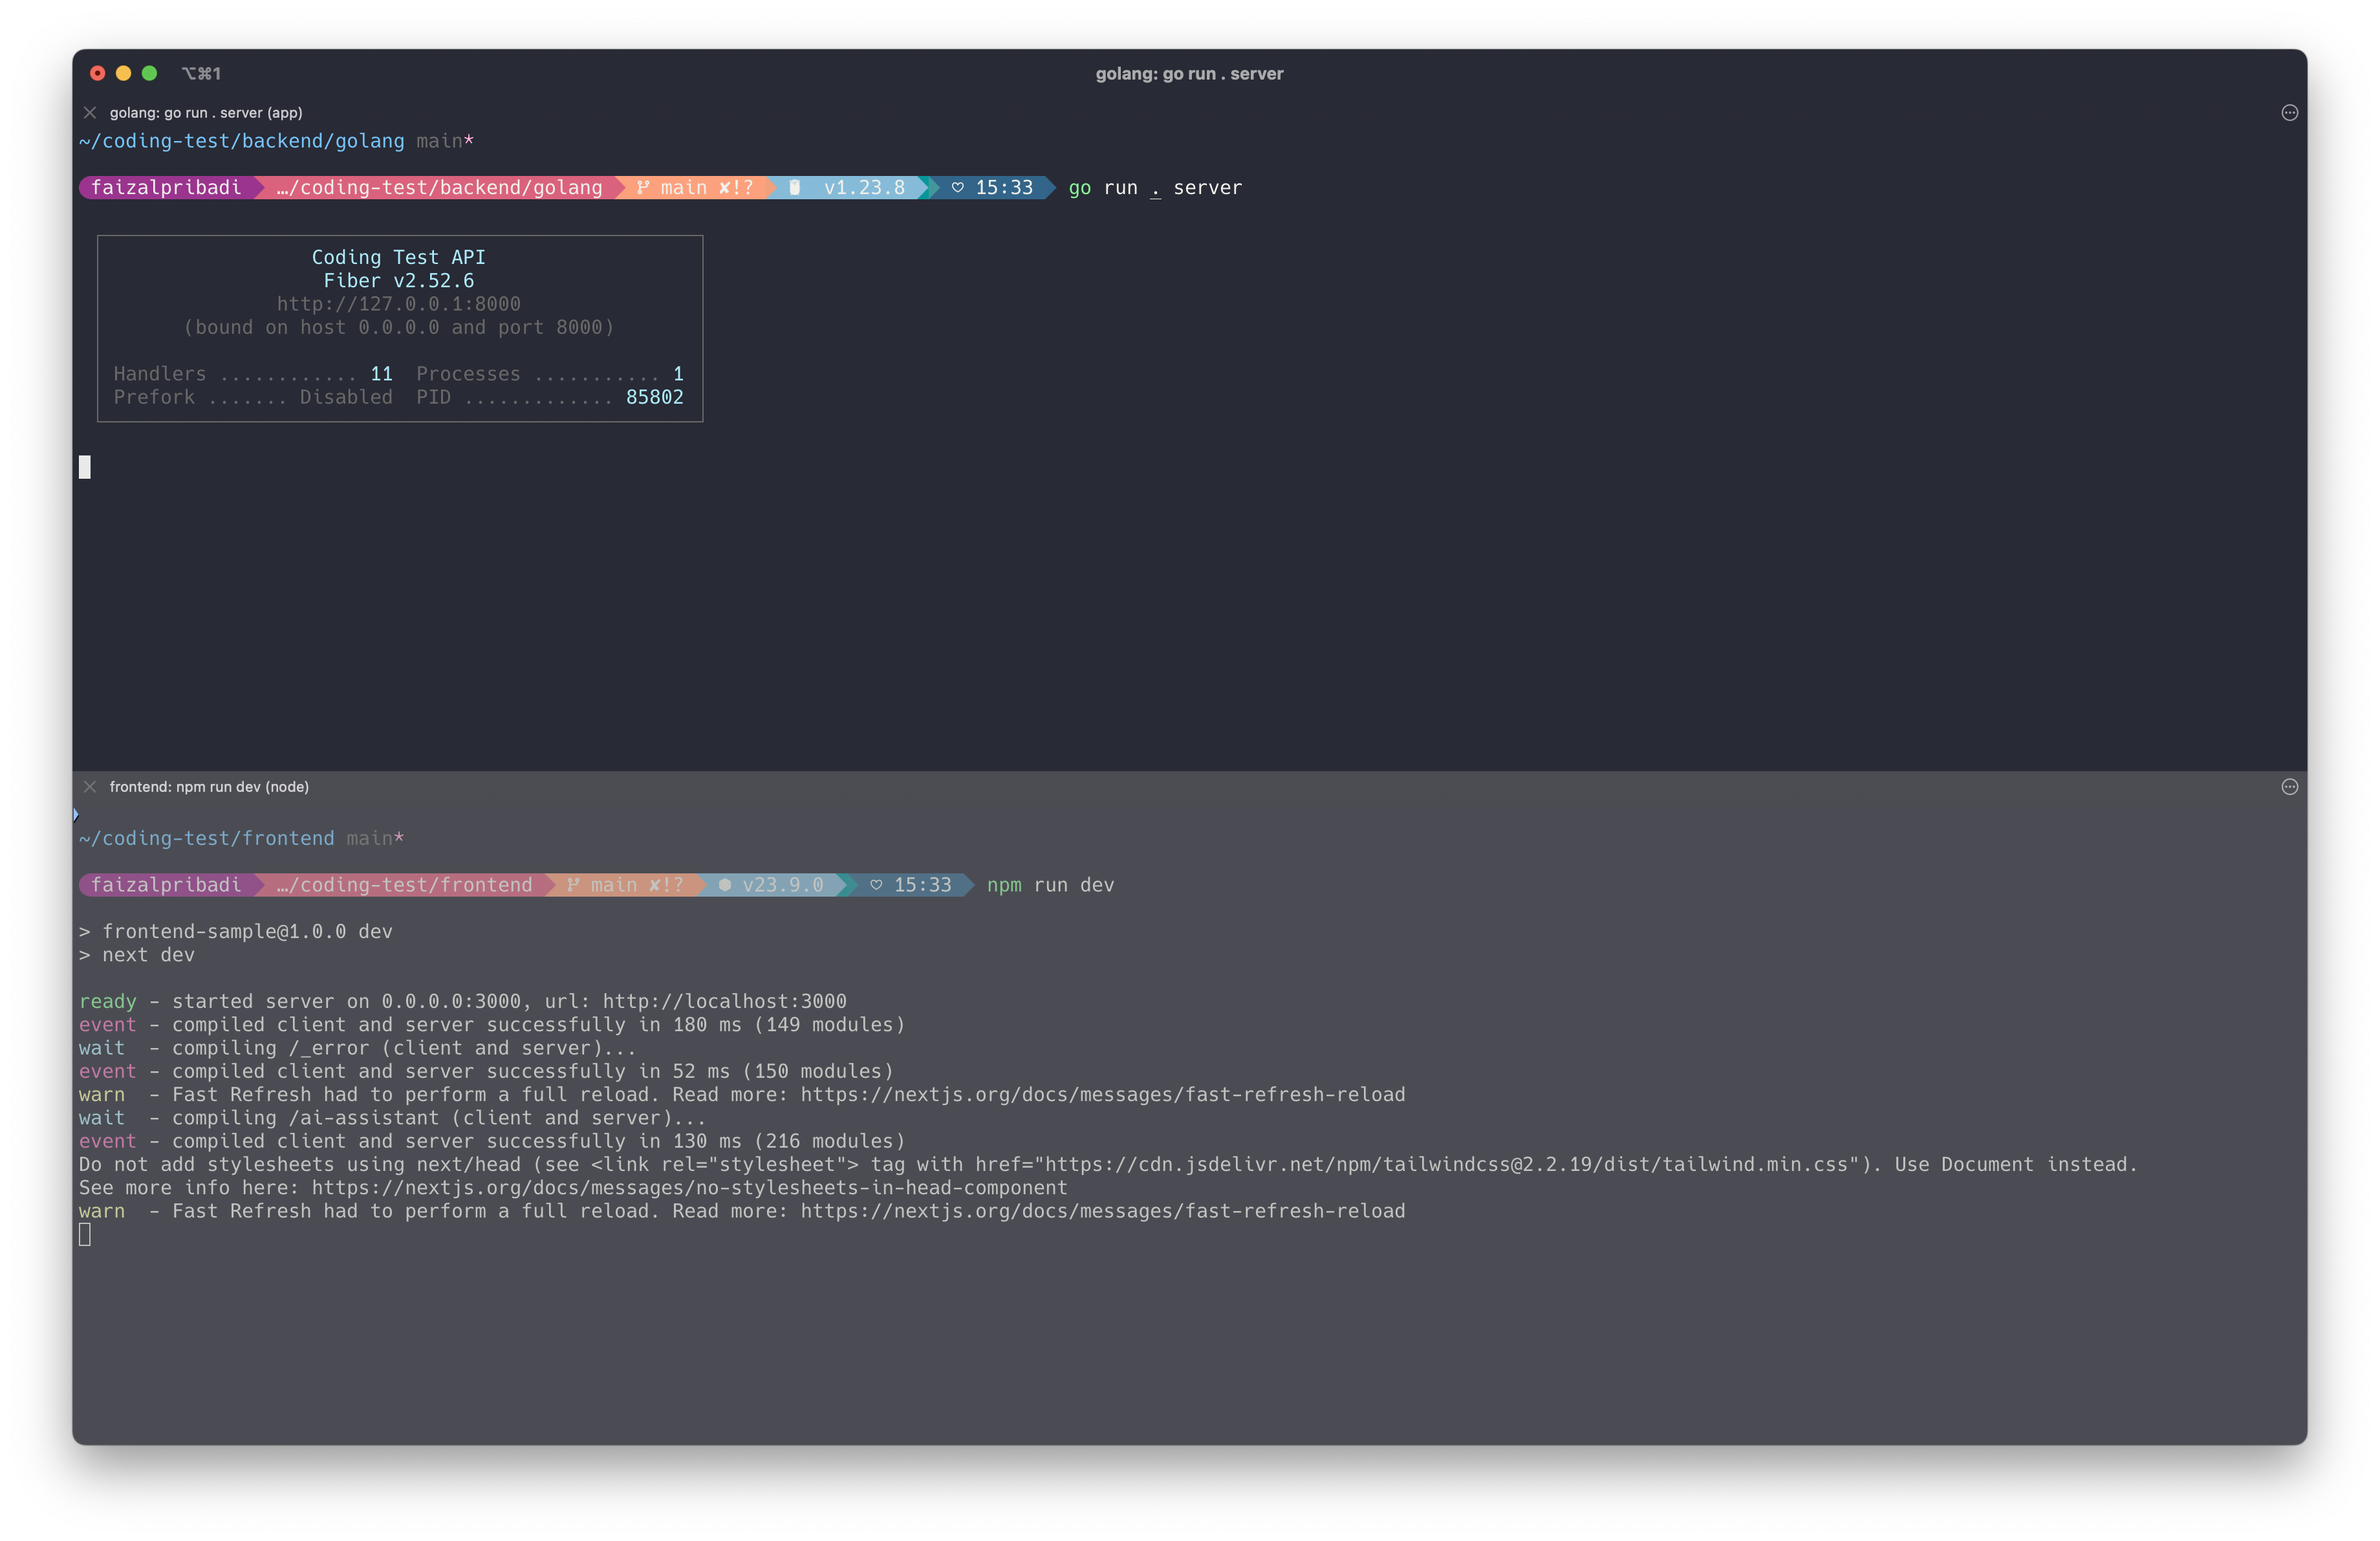 ⌥⌘1
golang: go run . server
golang: go run . server (app)
~/coding-test/backend/golang main*
faizalpribadi …/coding-test/backend/golang main ✘!? v1.23.8 ♡ 15:33 go run . server
Coding Test API
Fiber v2.52.6
http://127.0.0.1:8000
(bound on host 0.0.0.0 and port 8000)
Handlers ............ 11 Processes ........... 1
Prefork ....... Disabled PID ............. 85802
frontend: npm run dev (node)
~/coding-test/frontend main*
faizalpribadi …/coding-test/frontend main ✘!? ⬢ v23.9.0 ♡ 15:33 npm run dev
> frontend-sample@1.0.0 dev
> next dev
ready - started server on 0.0.0.0:3000, url: http://localhost:3000
event - compiled client and server successfully in 180 ms (149 modules)
wait - compiling /_error (client and server)...
event - compiled client and server successfully in 52 ms (150 modules)
warn - Fast Refresh had to perform a full reload. Read more: https://nextjs.org/docs/messages/fast-refresh-reload
wait - compiling /ai-assistant (client and server)...
event - compiled client and server successfully in 130 ms (216 modules)
Do not add stylesheets using next/head (see <link rel="stylesheet"> tag with href="https://cdn.jsdelivr.net/npm/tailwindcss@2.2.19/dist/tailwind.min.css"). Use Document instead.
See more info here: https://nextjs.org/docs/messages/no-stylesheets-in-head-component
warn - Fast Refresh had to perform a full reload. Read more: https://nextjs.org/docs/messages/fast-refresh-reload